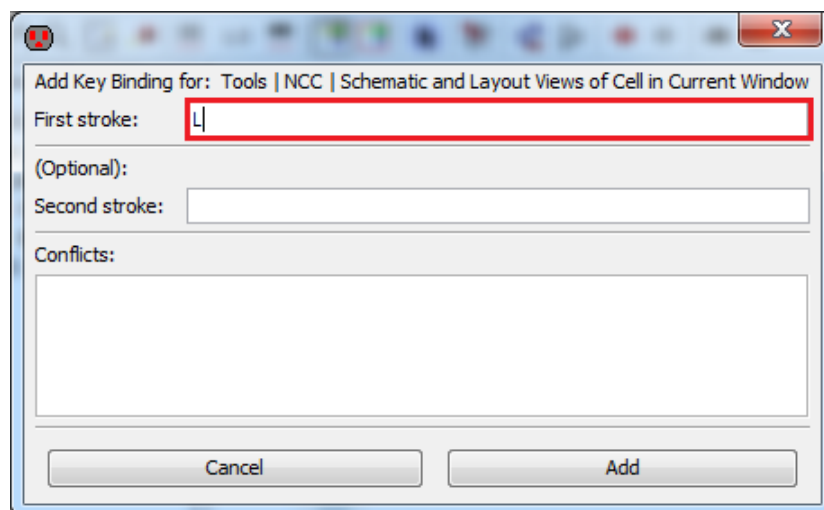 Add Key Binding for: Tools | NCC | Schematic and Layout Views of Cell in Current Window
First stroke: L
(Optional):
Second stroke:
Conflicts:
Cancel Add